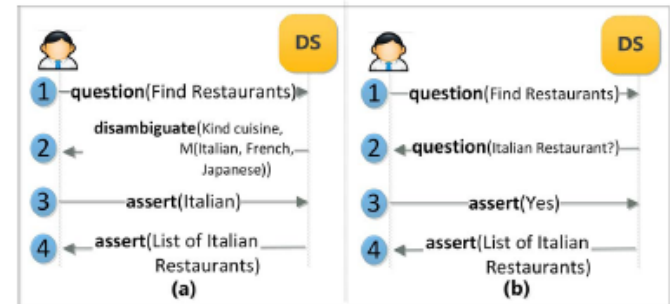 DS
1 question(Find Restaurants)
disambiguate(Kind cuisine,
2 M(Italian, French,
Japanese))
3 assert(Italian)
4 assert(List of Italian
Restaurants)
(a)
DS
1 question(Find Restaurants)
2 question(Italian Restaurant?)
3 assert(Yes)
4 assert(List of Italian
Restaurants)
(b)